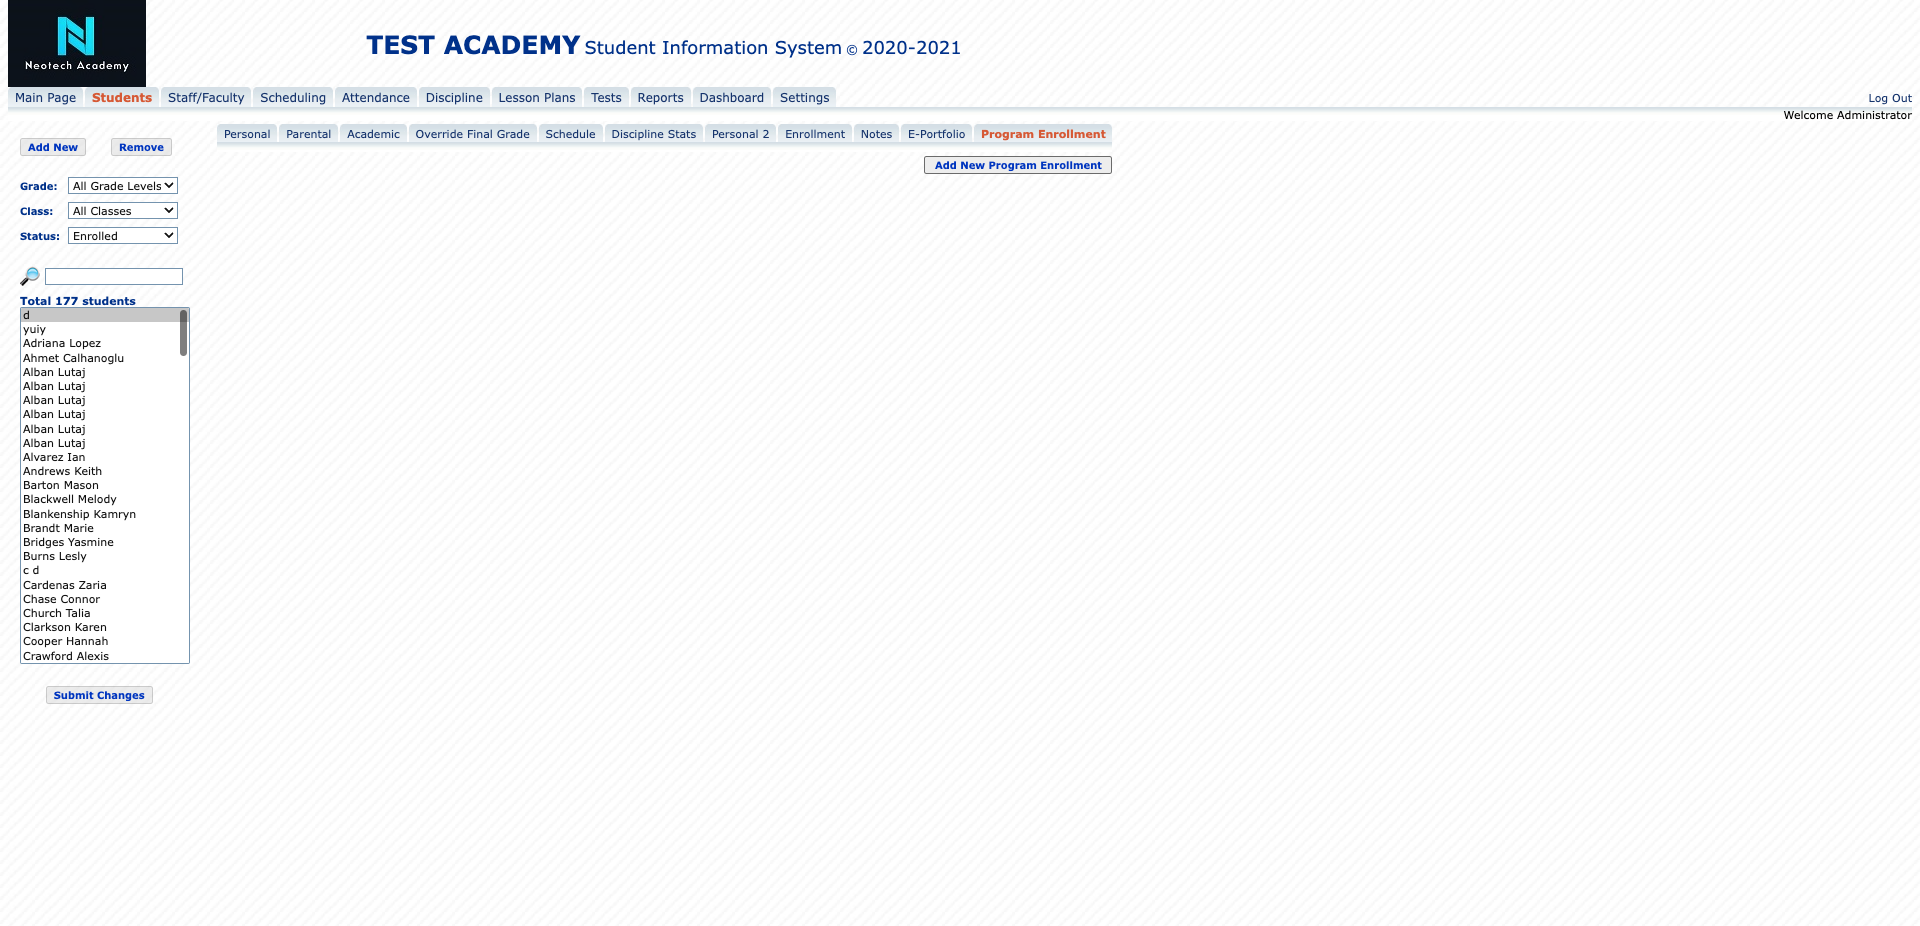 Neotech Academy
TEST ACADEMY Student Information System © 2020-2021
Main Page Students Staff/Faculty Scheduling Attendance Discipline Lesson Plans Tests Reports Dashboard Settings Log Out
Welcome Administrator
Personal Parental Academic Override Final Grade Schedule Discipline Stats Personal 2 Enrollment Notes E-Portfolio Program Enrollment
Add New Remove
Add New Program Enrollment
Grade: All Grade Levels
Class: All Classes
Status: Enrolled
Total 177 students
d
yuiy
Adriana Lopez
Ahmet Calhanoglu
Alban Lutaj
Alban Lutaj
Alban Lutaj
Alban Lutaj
Alban Lutaj
Alban Lutaj
Alvarez Ian
Andrews Keith
Barton Mason
Blackwell Melody
Blankenship Kamryn
Brandt Marie
Bridges Yasmine
Burns Lesly
c d
Cardenas Zaria
Chase Connor
Church Talia
Clarkson Karen
Cooper Hannah
Crawford Alexis
Submit Changes